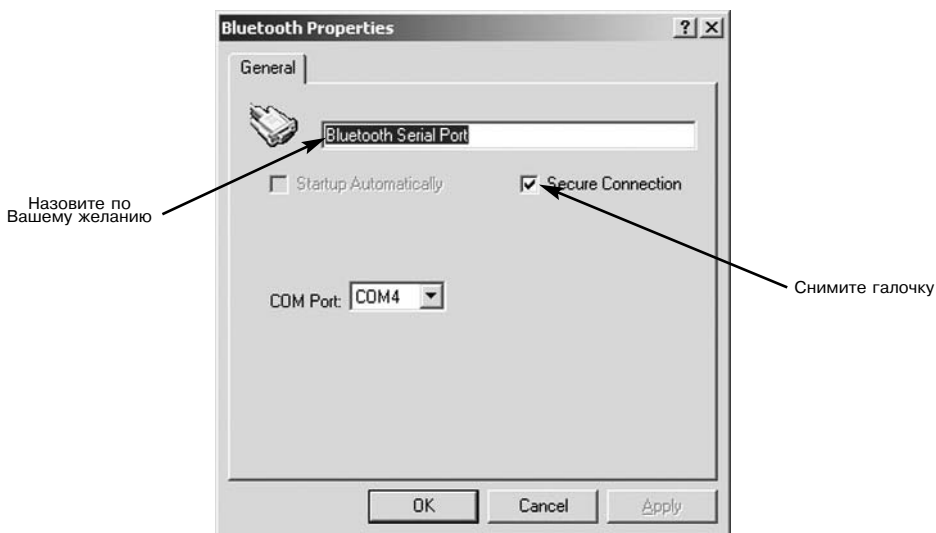 Bluetooth Properties
General
Bluetooth Serial Port
Startup Automatically
Secure Connection
Назовите по
Вашему желанию
Снимите галочку
COM Port:
COM4
OK
Cancel
Apply